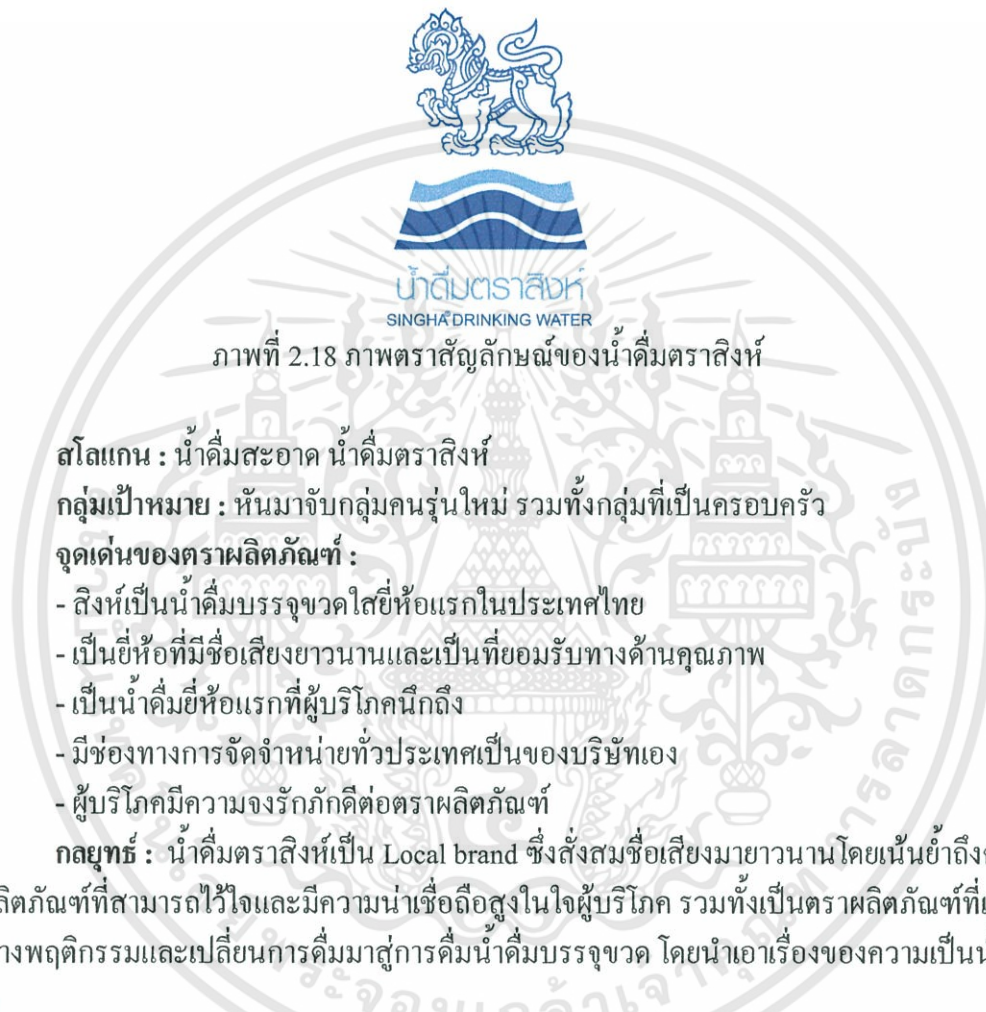 น้ำดื่มตราสิงห์
SINGHA® DRINKING WATER
ภาพที่ 2.18 ภาพตราสัญลักษณ์ของน้ำดื่มตราสิงห์
สโลแกน : น้ำดื่มสะอาด น้ำดื่มตราสิงห์
กลุ่มเป้าหมาย : หันมาจับกลุ่มคนรุ่นใหม่ รวมทั้งกลุ่มที่เป็นครอบครัว
จุดเด่นของตราผลิตภัณฑ์ :
- สิงห์เป็นน้ำดื่มบรรจุขวดใสยี่ห้อแรกในประเทศไทย
- เป็นยี่ห้อที่มีชื่อเสียงยาวนานและเป็นที่ยอมรับทางด้านคุณภาพ
- เป็นน้ำดื่มยี่ห้อแรกที่ผู้บริโภคนึกถึง
- มีช่องทางการจัดจำหน่ายทั่วประเทศเป็นของบริษัทเอง
- ผู้บริโภคมีความจงรักภักดีต่อตราผลิตภัณฑ์
กลยุทธ์ : น้ำดื่มตราสิงห์เป็น Local brand ซึ่งสั่งสมชื่อเสียงมายาวนานโดยเน้นย้ำถึง
ลิตภัณฑ์ที่สามารถไว้ใจและมีความน่าเชื่อถือสูงในใจผู้บริโภค รวมทั้งเป็นตราผลิตภัณฑ์ที่
างพฤติกรรมและเปลี่ยนการดื่มมาสู่การดื่มน้ำดื่มบรรจุขวด โดยนำเอาเรื่องของความเป็น